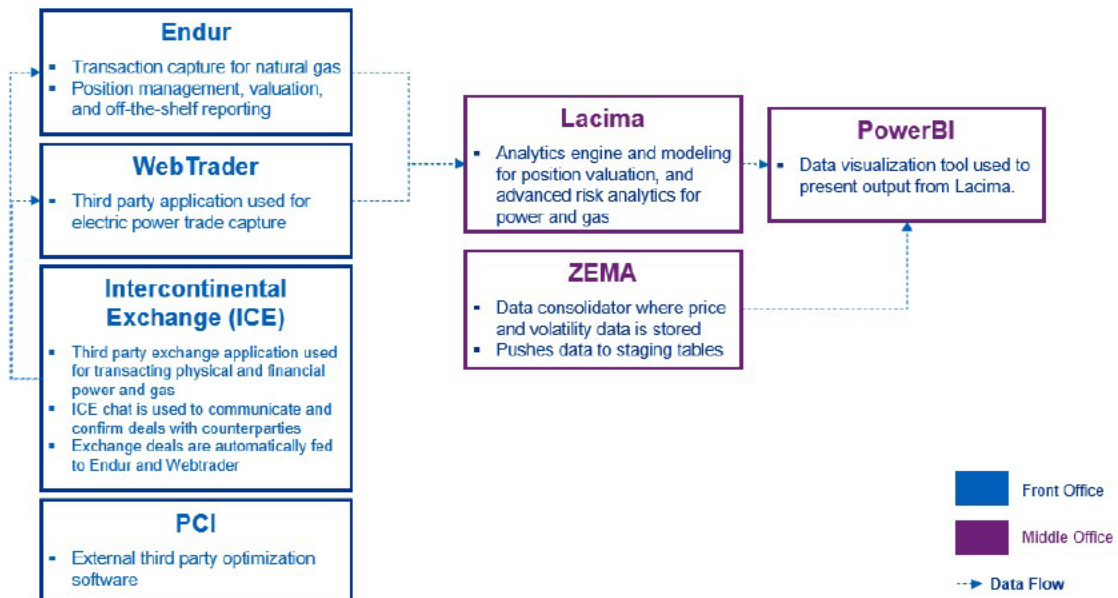 Endur
▪ Transaction capture for natural gas
▪ Position management, valuation,
and off-the-shelf reporting
WebTrader
▪ Third party application used for
electric power trade capture
Intercontinental
Exchange (ICE)
▪ Third party exchange application used
for transacting physical and financial
power and gas
▪ ICE chat is used to communicate and
confirm deals with counterparties
▪ Exchange deals are automatically fed
to Endur and Webtrader
PCI
▪ External third party optimization
software
Lacima
▪ Analytics engine and modeling
for position valuation, and
advanced risk analytics for
power and gas
ZEMA
▪ Data consolidator where price
and volatility data is stored
▪ Pushes data to staging tables
PowerBI
▪ Data visualization tool used to
present output from Lacima.
Front Office
Middle Office
Data Flow